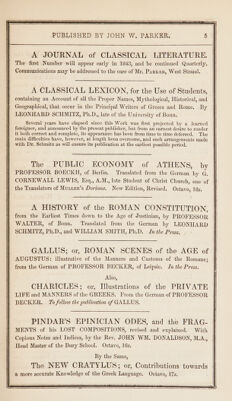 PUBLISHED BY JOHN W. PARKER. 5
A JOURNAL of CLASSICAL LITERATURE.
The first Number will appear early in 1843, and be continued Quarterly.
Communications may be addressed to the care of Mr. PARKER, West Strand.
A CLASSICAL LEXICON, for the Use of Students,
containing an Account of all the Proper Names, Mythological, Historical, and
Geographical, that occur in the Principal Writers of Greece and Rome. By
LEONHARD SCHMITZ, Ph.D., late of the University of Bonn.
Several years have elapsed since this Work was first projected by a learned
foreigner, and announced by the present publisher, but from an earnest desire to render
it both correct and complete, its appearance has been from time to time deferred. The
main difficulties have, however, at length been overcome, and such arrangements made
with Dr. Schmitz as will ensure its publication at the earliest possible period.
The PUBLIC ECONOMY of ATHENS, by
PROFESSOR BOECKH, of Berlin. Translated from the German by G.
CORNEWALL LEWIS, Esq., A.M., late Student of Christ Church, one of
the Translators of MULLER'S Dorians. New Edition, Revised. Octavo, 18s.
A HISTORY of the ROMAN CONSTITUTION,
from the Earliest Times down to the Age of Justinian, by PROFESSOR
WALTER, of Bonn. Translated from the German by LEONHARD
SCHMITZ, Ph.D., and WILLIAM SMITH, Ph.D. In the Press.
GALLUS; or, ROMAN SCENES of the AGE of
AUGUSTUS: illustrative of the Manners and Customs of the Romans;
from the German of PROFESSOR BECKER, of Leipsic. In the Press.
Also,
CHARICLES; or, Illustrations of the PRIVATE
LIFE and MANNERS of the GREEKS. From the German of PROFESSOR
BECKER. To follow the publication of GALLUS.
PINDAR'S EPINICIAN ODES, and the FRAG-
MENTS of his LOST COMPOSITIONS, revised and explained. With
Copious Notes and Indices, by the Rev. JOHN WM. DONALDSON, M.A.,
Head Master of the Bury School. Octavo, 16s.
By the Same,
The NEW CRATYLUS; or, Contributions towards
a more accurate Knowledge of the Greek Language. Octavo, 17s.